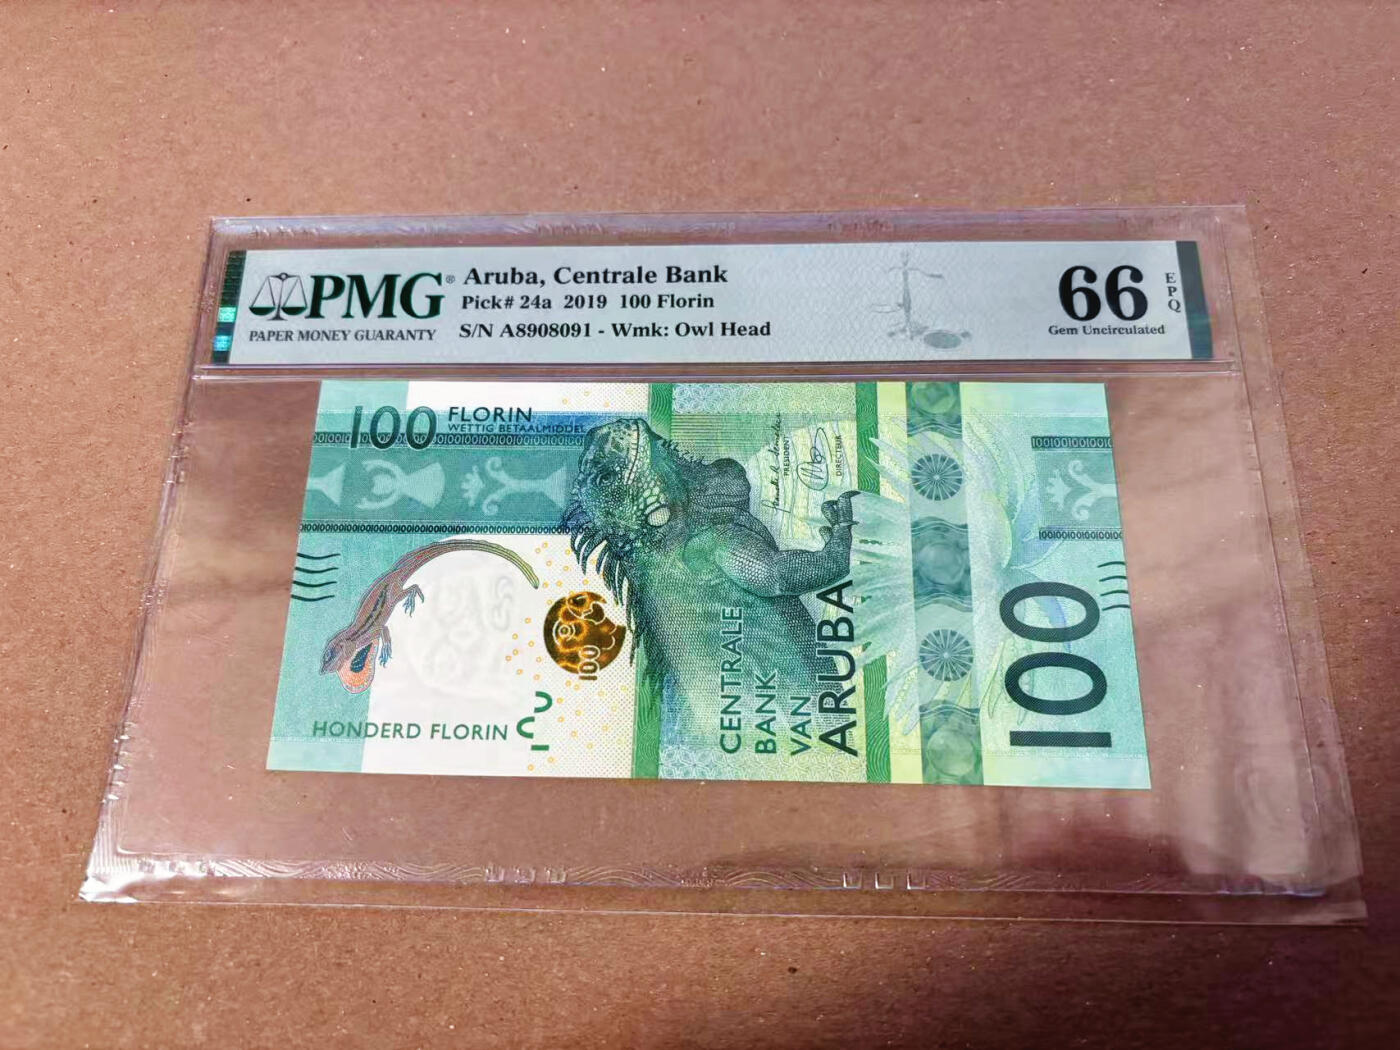 PMG®
PAPER MONEY GUARANTY
Aruba, Centrale Bank
Pick# 24a 2019 100 Florin
S/N A8908091 - Wmk: Owl Head
66
EPQ
Gem Uncirculated
100 FLORIN
WETTIG BETAALMIDDEL
PRESIDENT
DIRECTEUR
100
HONDERD FLORIN
CENTRALE
BANK
VAN
ARUBA
100